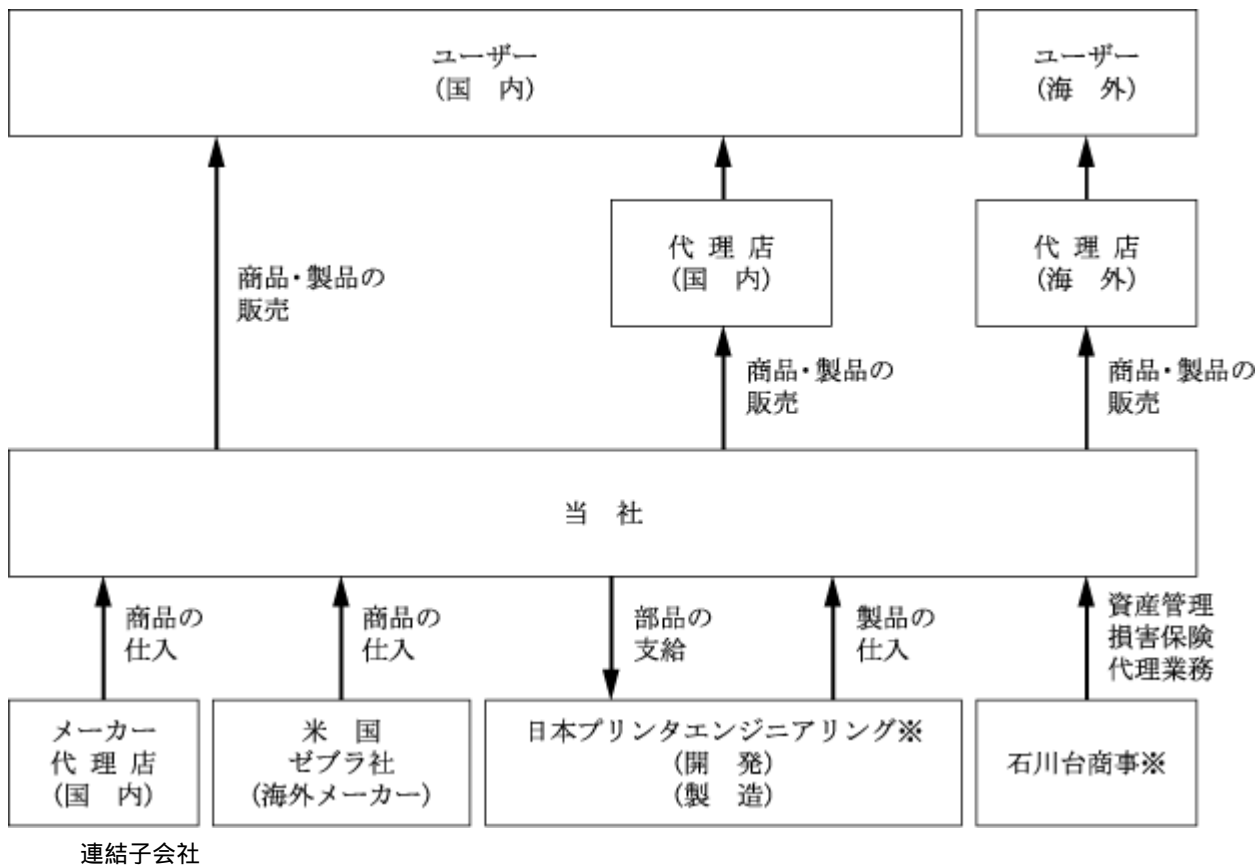 ユーザー
(国 内)
ユーザー
(海 外)
代 理 店
(国 内)
代 理 店
(海 外)
商品・製品の
販売
商品・製品の
販売
商品・製品の
販売
当 社
商品の
仕入
商品の
仕入
部品の
支給
製品の
仕入
資産管理
損害保険
代理業務
メーカー
代 理 店
(国 内)
米 国
ゼブラ社
(海外メーカー)
日本プリンタエンジニアリング※
(開 発)
(製 造)
石川台商事※
連結子会社